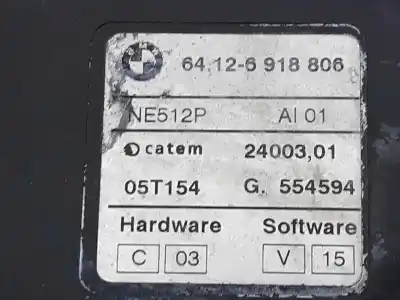 64.12-6 918 806
NE512P AI 01
catem 24003,01
05T154 G. 554594
Hardware Software
C 03 V 15